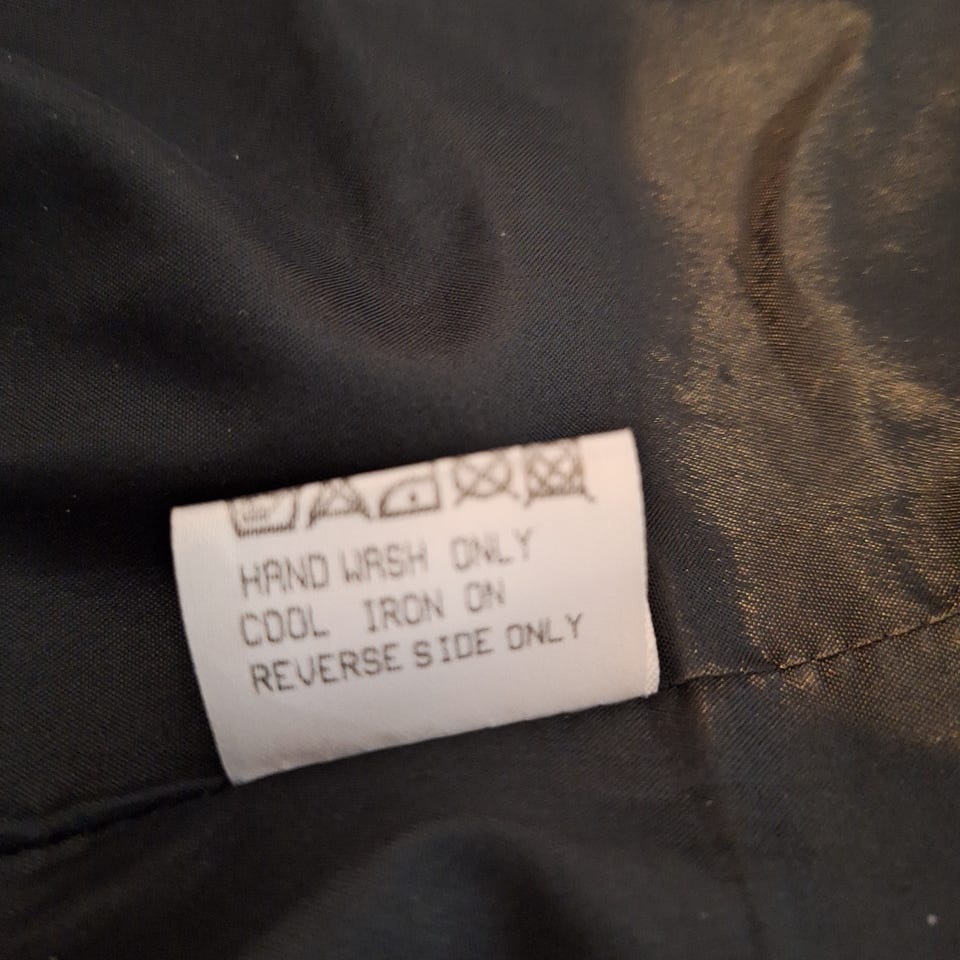 HAND WASH ONLY
COOL IRON ON
REVERSE SIDE ONLY